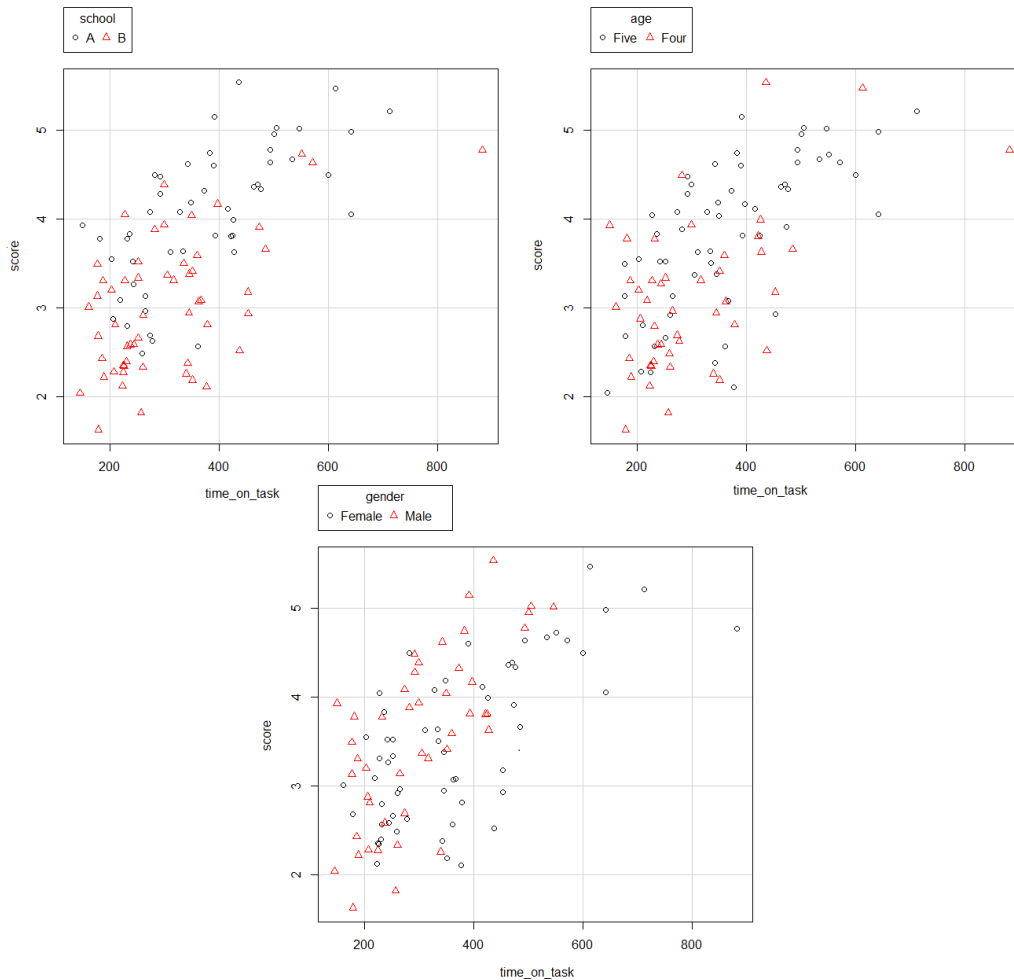 school
A B
age
Five Four
5
4
3
2
score
200 400 600 800
time_on_task
5
4
3
2
score
200 400 600 800
time_on_task
gender
Female Male
5
4
3
2
score
200 400 600 800
time_on_task